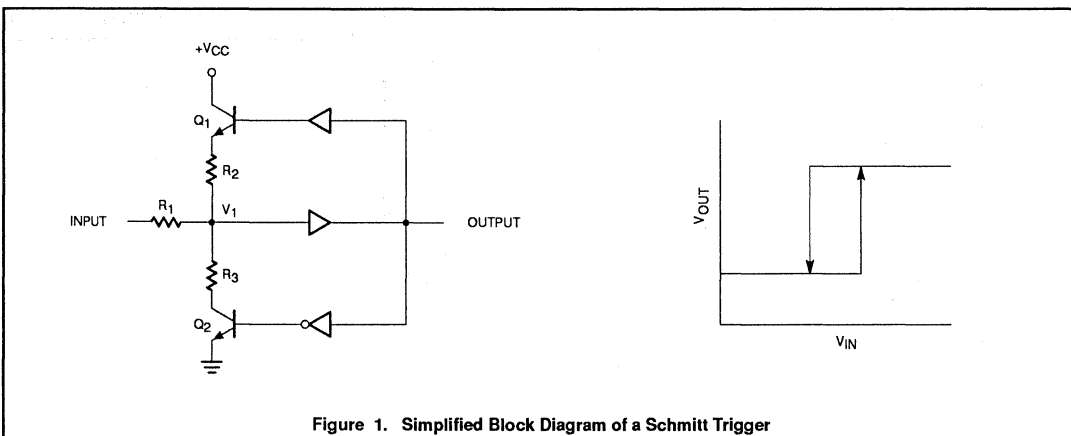 +VCC
Q1
R2
INPUT
R1
V1
OUTPUT
R3
Q2
VOUT
VIN
Figure 1. Simplified Block Diagram of a Schmitt Trigger